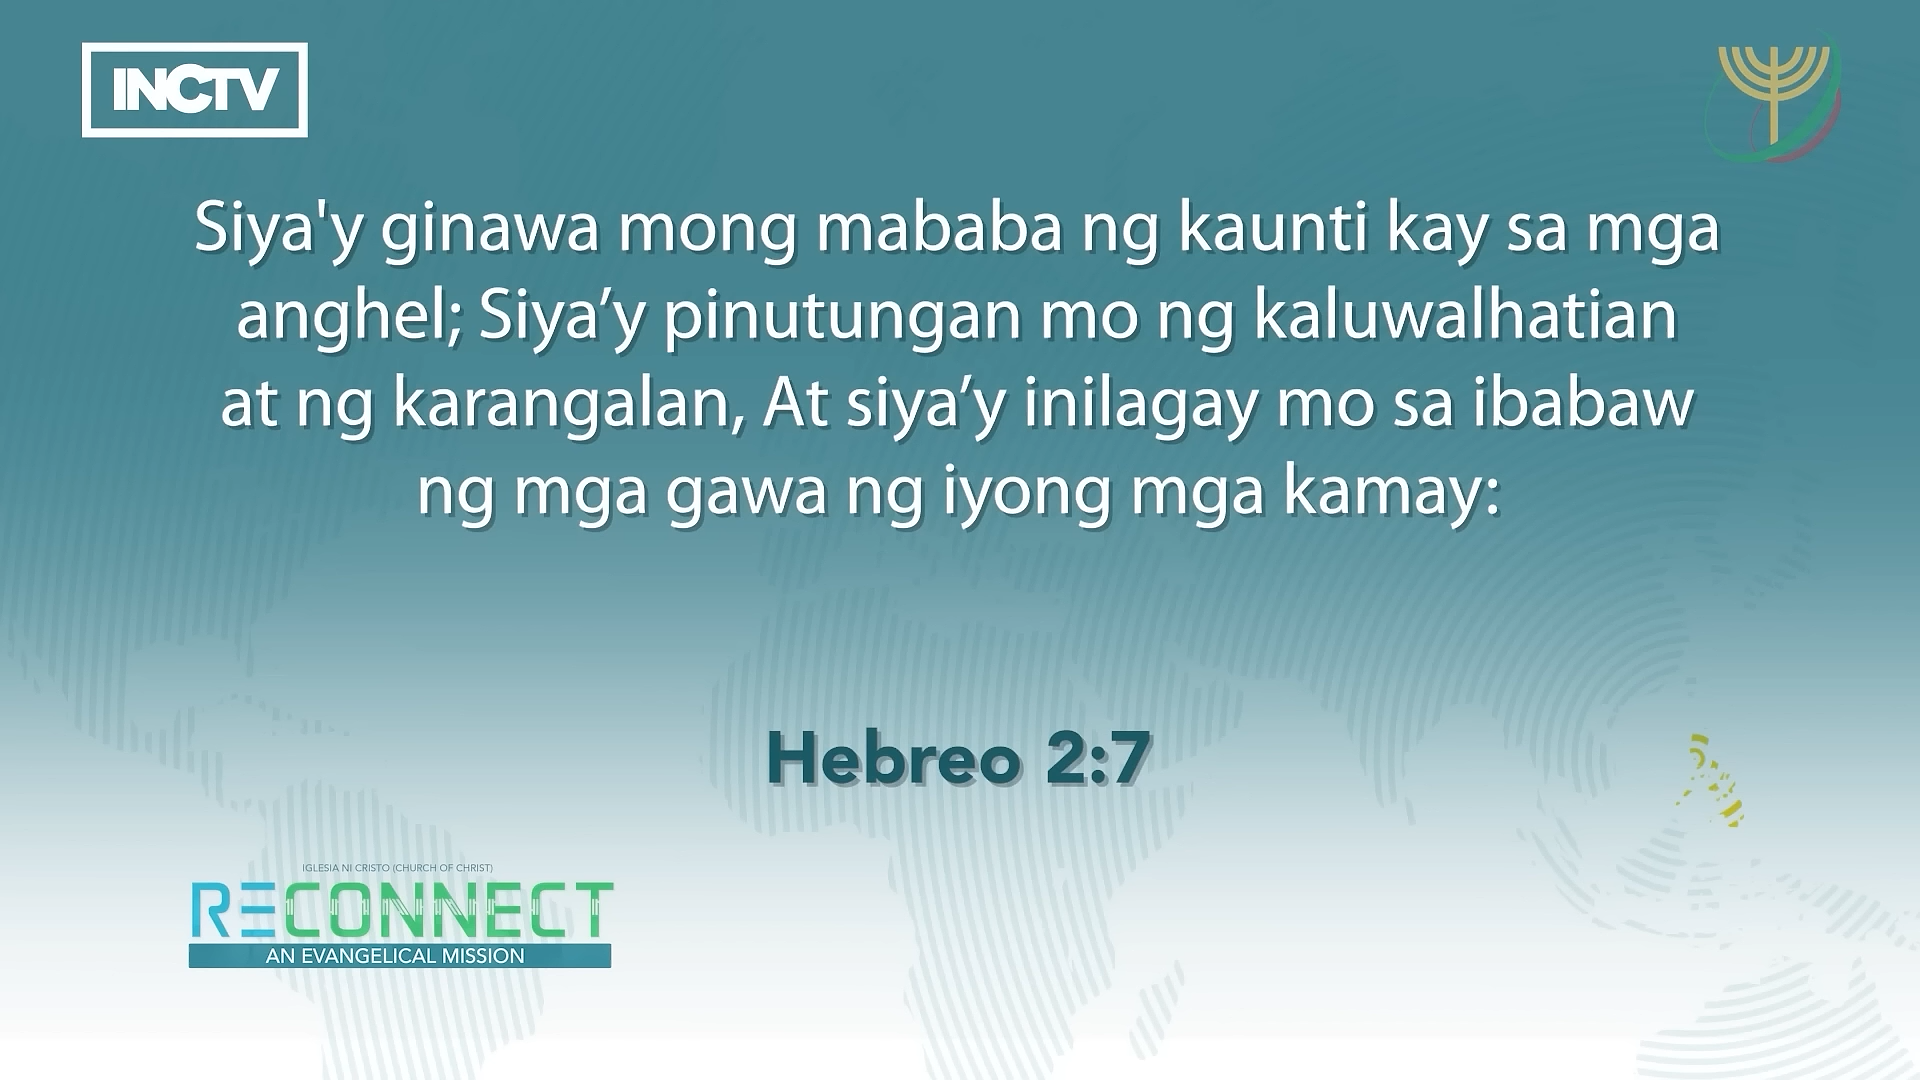 INCTV
Siya'y ginawa mong mababa ng kaunti kay sa mga
anghel; Siya’y pinutungan mo ng kaluwalhatian
at ng karangalan, At siya’y inilagay mo sa ibabaw
ng mga gawa ng iyong mga kamay:
Hebreo 2:7
IGLESIA NI CRISTO (CHURCH OF CHRIST)
RECONNECT
AN EVANGELICAL MISSION